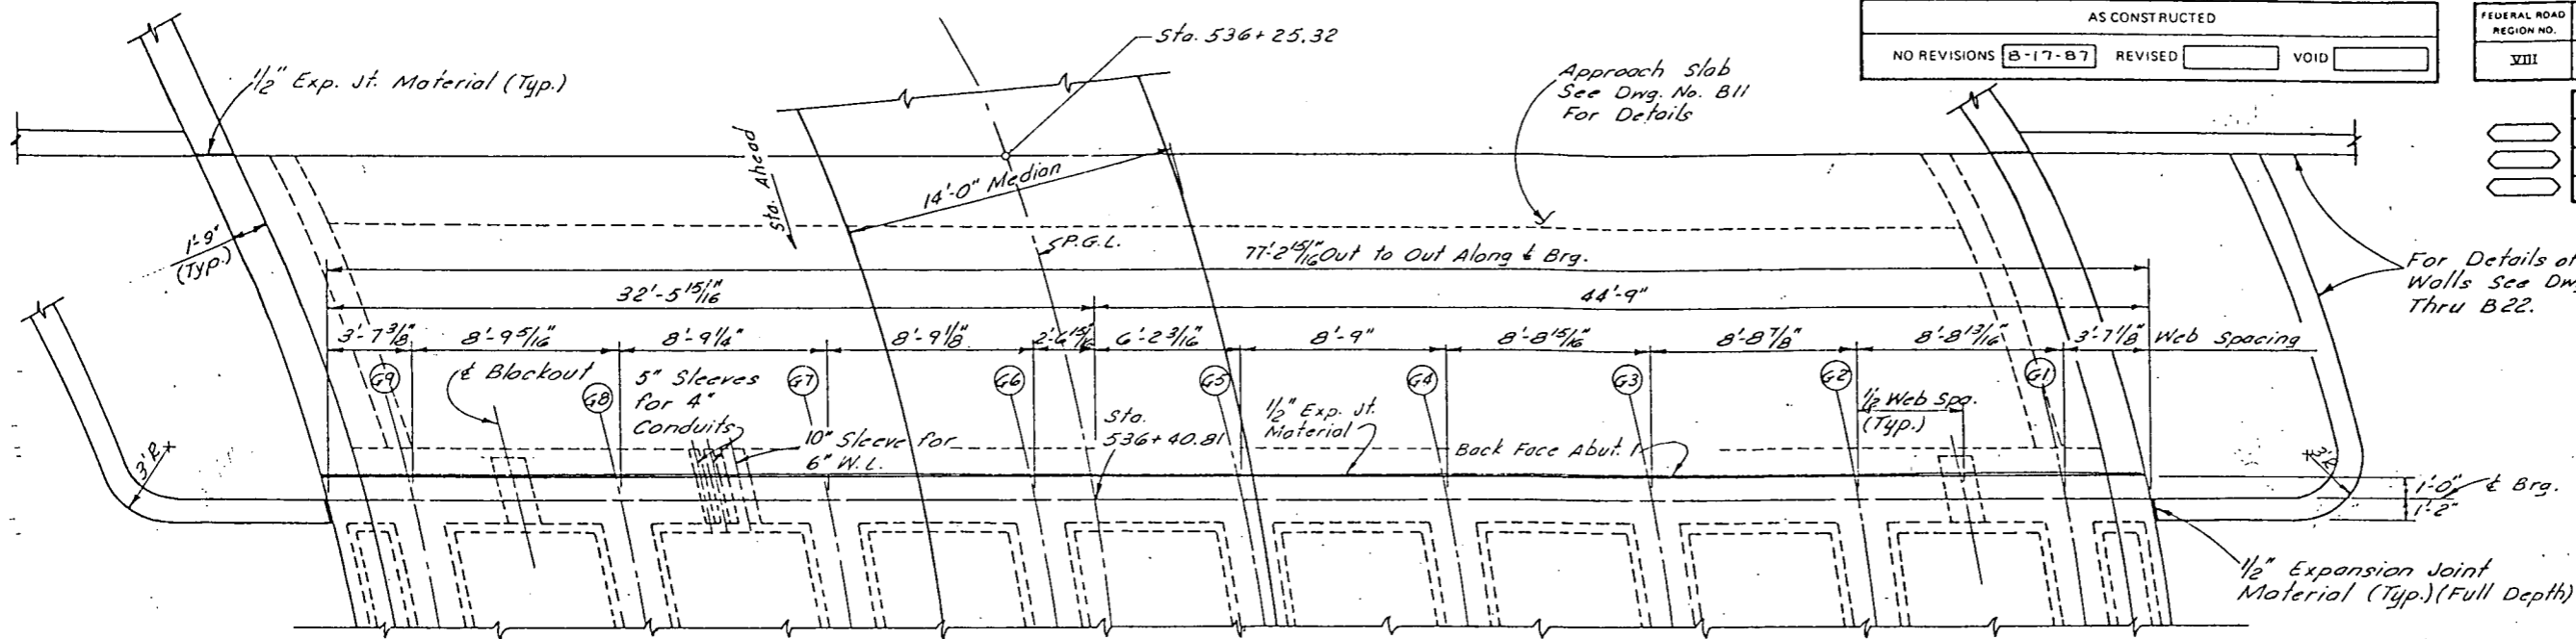 AS CONSTRUCTED
NO REVISIONS 8-17-87 REVISED VOID
FEDERAL ROAD
REGION NO.
VIII
Sta. 536+25.32
1/2" Exp. Jt. Material (Typ.)
Approach Slab
See Dwg. No. B11
For Details
Sta. Ahead
14'-0" Median
1'-9"
(Typ.)
P.G.L.
77'-2 15/16" Out to Out Along ℄ Brg.
For Details of
Walls See Dwg
Thru B22.
32'-5 15/16"
44'-9"
3'-7 3/8"
8'-9 5/16"
8'-9 1/4"
8'-9 1/8"
2'-6 15/16"
6'-2 3/16"
8'-9"
8'-8 15/16"
8'-8 7/8"
8'-8 13/16"
3'-7 1/8"
Web Spacing
℄ Blockout
G9
G8
G7
G6
G5
G4
G3
G2
G1
5" Sleeves
for 4"
Conduits
10" Sleeve for
6" W.L.
Sta.
536+40.81
1/2" Exp. Jt.
Material
Back Face Abut. 1
1/2 Web Spa.
(Typ.)
3'R
3'R
1'-0"
℄ Brg.
1'-2"
1/2" Expansion Joint
Material (Typ.)(Full Depth)